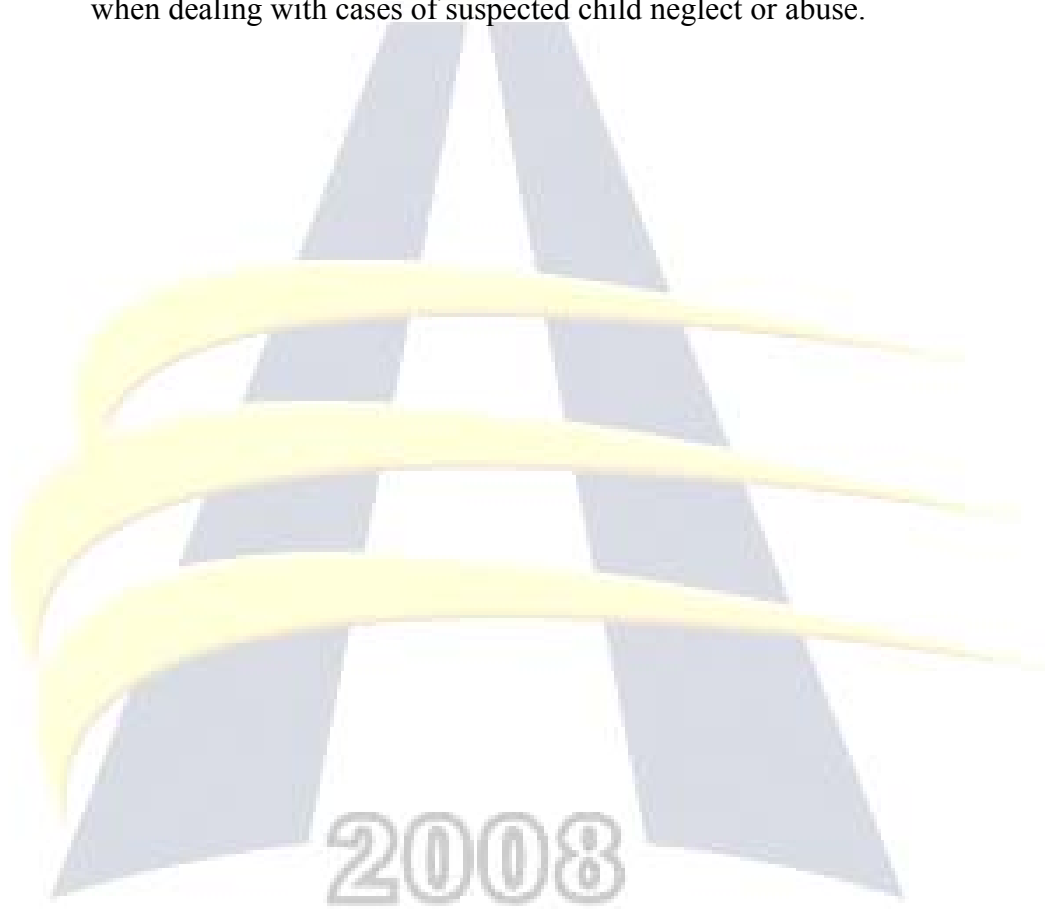 when dealing with cases of suspected child neglect or abuse.
2008